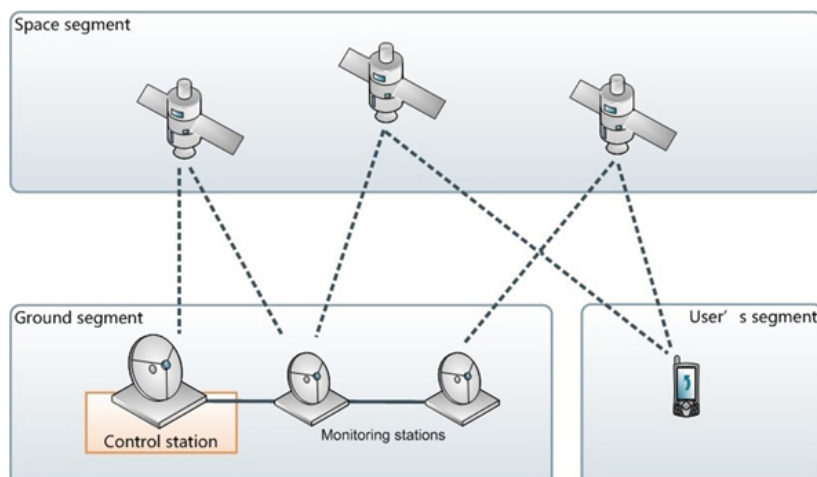 Space segment
Ground segment
User’ s segment
Control station
Monitoring stations